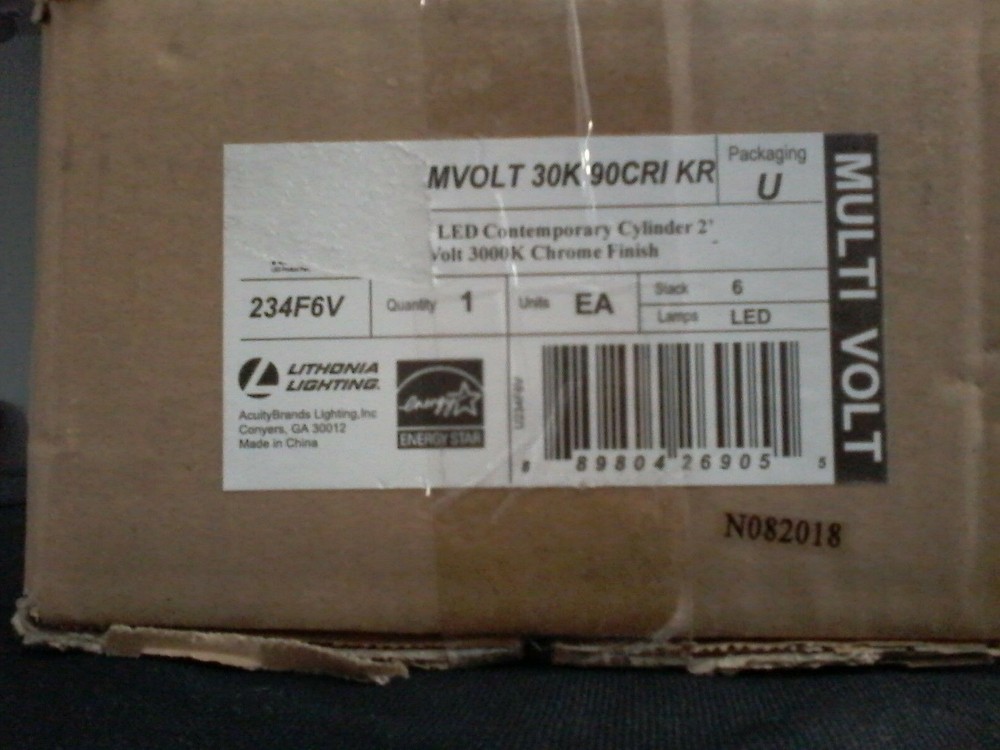 MVOLT 30K 90CRI KR
Packaging
U
LED Contemporary Cylinder 2'
Volt 3000K Chrome Finish
234F6V
Quantity 1
Units EA
Stack 6
Lamps LED
LITHONIA
LIGHTING.
AcuityBrands Lighting,Inc
Conyers, GA 30012
Made in China
energy
ENERGY STAR
8 89804 26905 5
MULTI VOLT
N082018